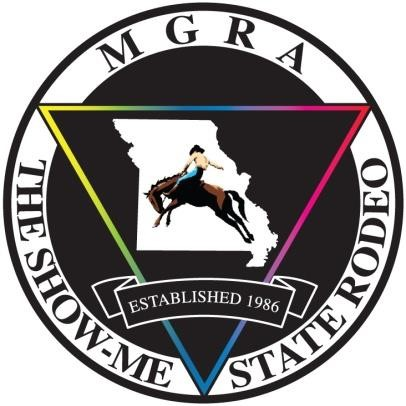 MGRA
THE SHOW-ME STATE RODEO
ESTABLISHED 1986